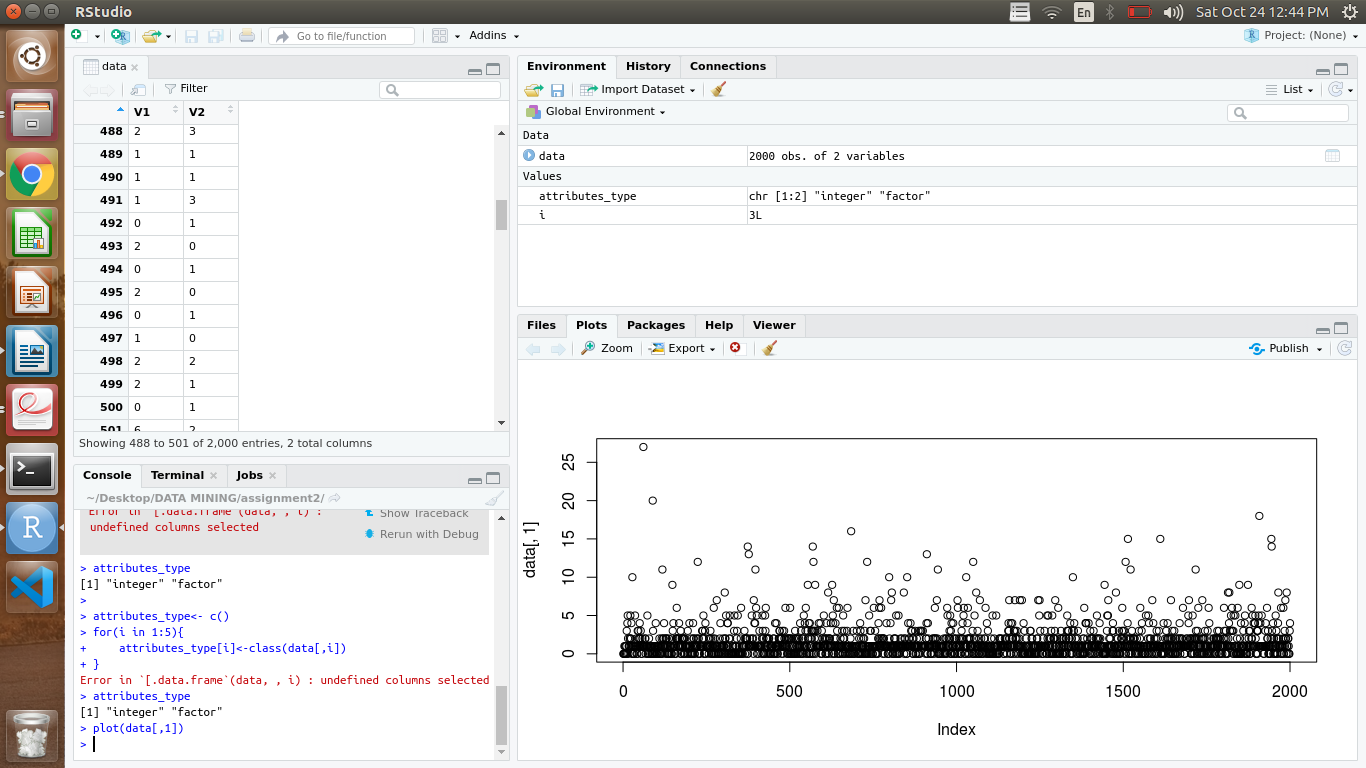 RStudio
En
Sat Oct 24 12:44 PM
Go to file/function
Addins
Project: (None)
data
Filter
V1 V2
488 2 3
489 1 1
490 1 1
491 1 3
492 0 1
493 2 0
494 0 1
495 2 0
496 0 1
497 1 0
498 2 2
499 2 1
500 0 1
501 6 2
Showing 488 to 501 of 2,000 entries, 2 total columns
Console Terminal Jobs
~/Desktop/DATA MINING/assignment2/
Error in `[.data.frame`(data, , i) :
undefined columns selected
Show Traceback
Rerun with Debug
> attributes_type
[1] "integer" "factor"
>
> attributes_type<- c()
> for(i in 1:5){
+ attributes_type[i]<-class(data[,i])
+ }
Error in `[.data.frame`(data, , i) : undefined columns selected
> attributes_type
[1] "integer" "factor"
> plot(data[,1])
>
Environment History Connections
Import Dataset
List
Global Environment
Data
data 2000 obs. of 2 variables
Values
attributes_type chr [1:2] "integer" "factor"
i 3L
Files Plots Packages Help Viewer
Zoom Export Publish
data[, 1]
25
20
15
10
5
0
0 500 1000 1500 2000
Index